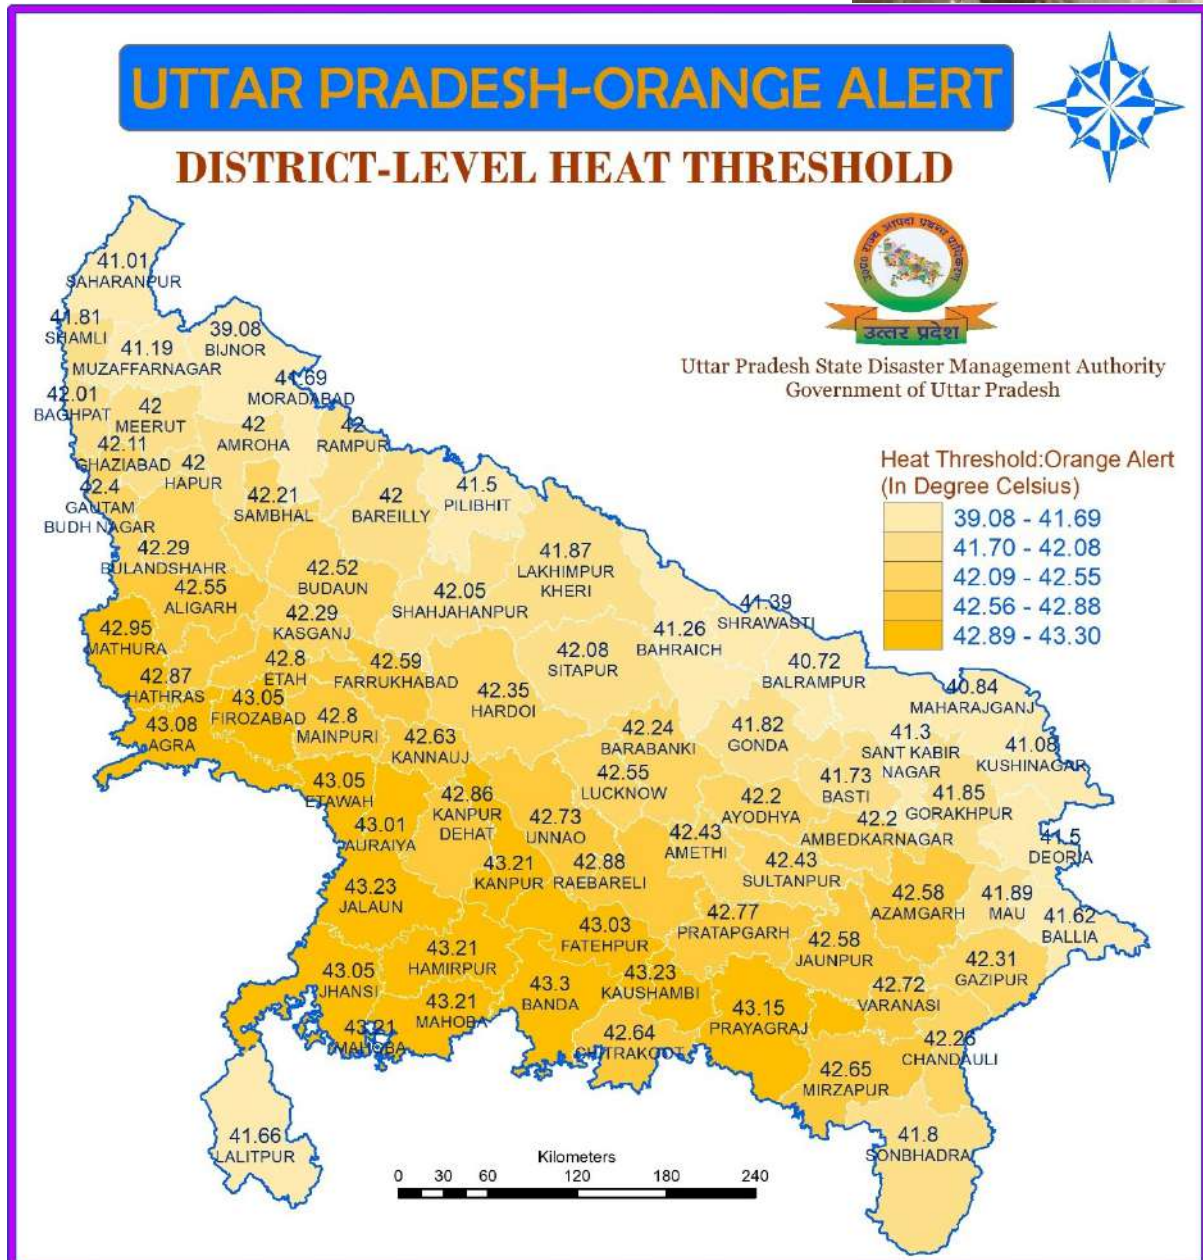 UTTAR PRADESH-ORANGE ALERT
DISTRICT-LEVEL HEAT THRESHOLD
उ०प्र० राज्य आपदा प्रबन्ध प्राधिकरण
उत्तर प्रदेश
Uttar Pradesh State Disaster Management Authority
Government of Uttar Pradesh
Heat Threshold:Orange Alert
(In Degree Celsius)
39.08 - 41.69
41.70 - 42.08
42.09 - 42.55
42.56 - 42.88
42.89 - 43.30
41.01
SAHARANPUR
41.81
SHAMLI
41.19
MUZAFFARNAGAR
39.08
BIJNOR
41.69
MORADABAD
42.01
BAGHPAT
42
MEERUT
42
AMROHA
42
RAMPUR
42.11
GHAZIABAD
42
HAPUR
42.4
GAUTAM
BUDH NAGAR
42.21
SAMBHAL
42
BAREILLY
41.5
PILIBHIT
42.29
BULANDSHAHR
42.55
ALIGARH
42.52
BUDAUN
42.05
SHAHJAHANPUR
41.87
LAKHIMPUR
KHERI
42.95
MATHURA
42.29
KASGANJ
42.87
HATHRAS
42.8
ETAH
42.59
FARRUKHABAD
42.35
HARDOI
42.08
SITAPUR
41.26
BAHRAICH
41.39
SHRAWASTI
40.72
BALRAMPUR
40.84
MAHARAJGANJ
43.08
AGRA
43.05
FIROZABAD
42.8
MAINPURI
42.63
KANNAUJ
42.24
BARABANKI
41.82
GONDA
41.3
SANT KABIR
NAGAR
41.08
KUSHINAGAR
43.05
ETAWAH
43.01
AURAIYA
42.86
KANPUR
DEHAT
42.73
UNNAO
42.55
LUCKNOW
42.2
AYODHYA
41.73
BASTI
41.85
GORAKHPUR
42.2
AMBEDKARNAGAR
41.5
DEORIA
43.23
JALAUN
43.21
KANPUR
42.88
RAEBARELI
42.43
AMETHI
42.43
SULTANPUR
42.58
AZAMGARH
41.89
MAU
41.62
BALLIA
43.05
JHANSI
43.21
HAMIRPUR
43.03
FATEHPUR
42.77
PRATAPGARH
42.58
JAUNPUR
42.31
GAZIPUR
43.21
MAHOBA
43.21
MAHOBA
43.3
BANDA
43.23
KAUSHAMBI
43.15
PRAYAGRAJ
42.72
VARANASI
42.64
CHITRAKOOT
42.65
MIRZAPUR
42.26
CHANDAULI
41.66
LALITPUR
41.8
SONBHADRA
Kilometers
0 30 60 120 180 240